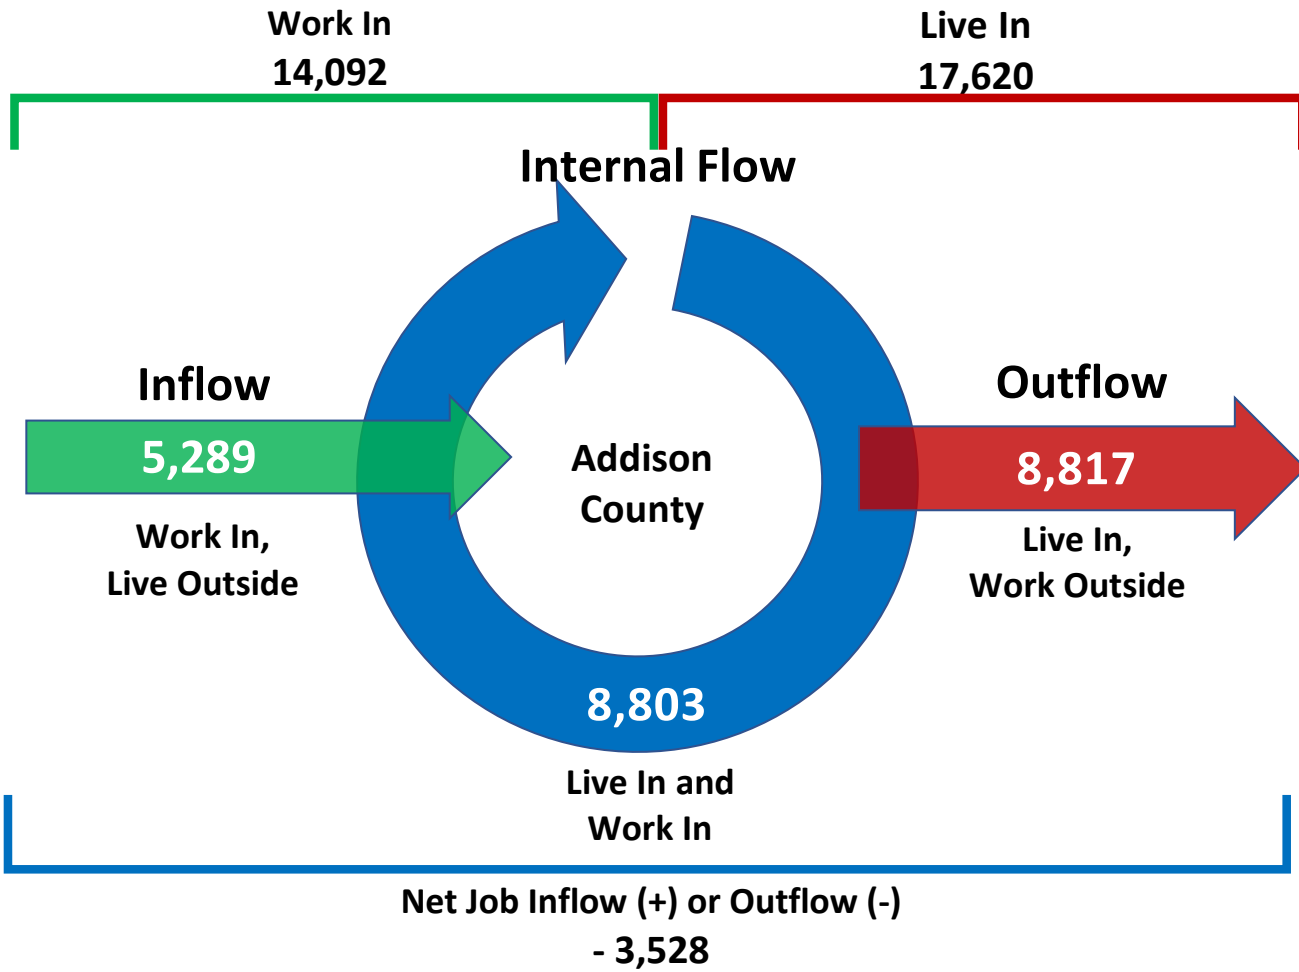 Work In
14,092
Live In
17,620
Internal Flow
Inflow
5,289
Work In,
Live Outside
Addison
County
Outflow
8,817
Live In,
Work Outside
8,803
Live In and
Work In
Net Job Inflow (+) or Outflow (-)
- 3,528